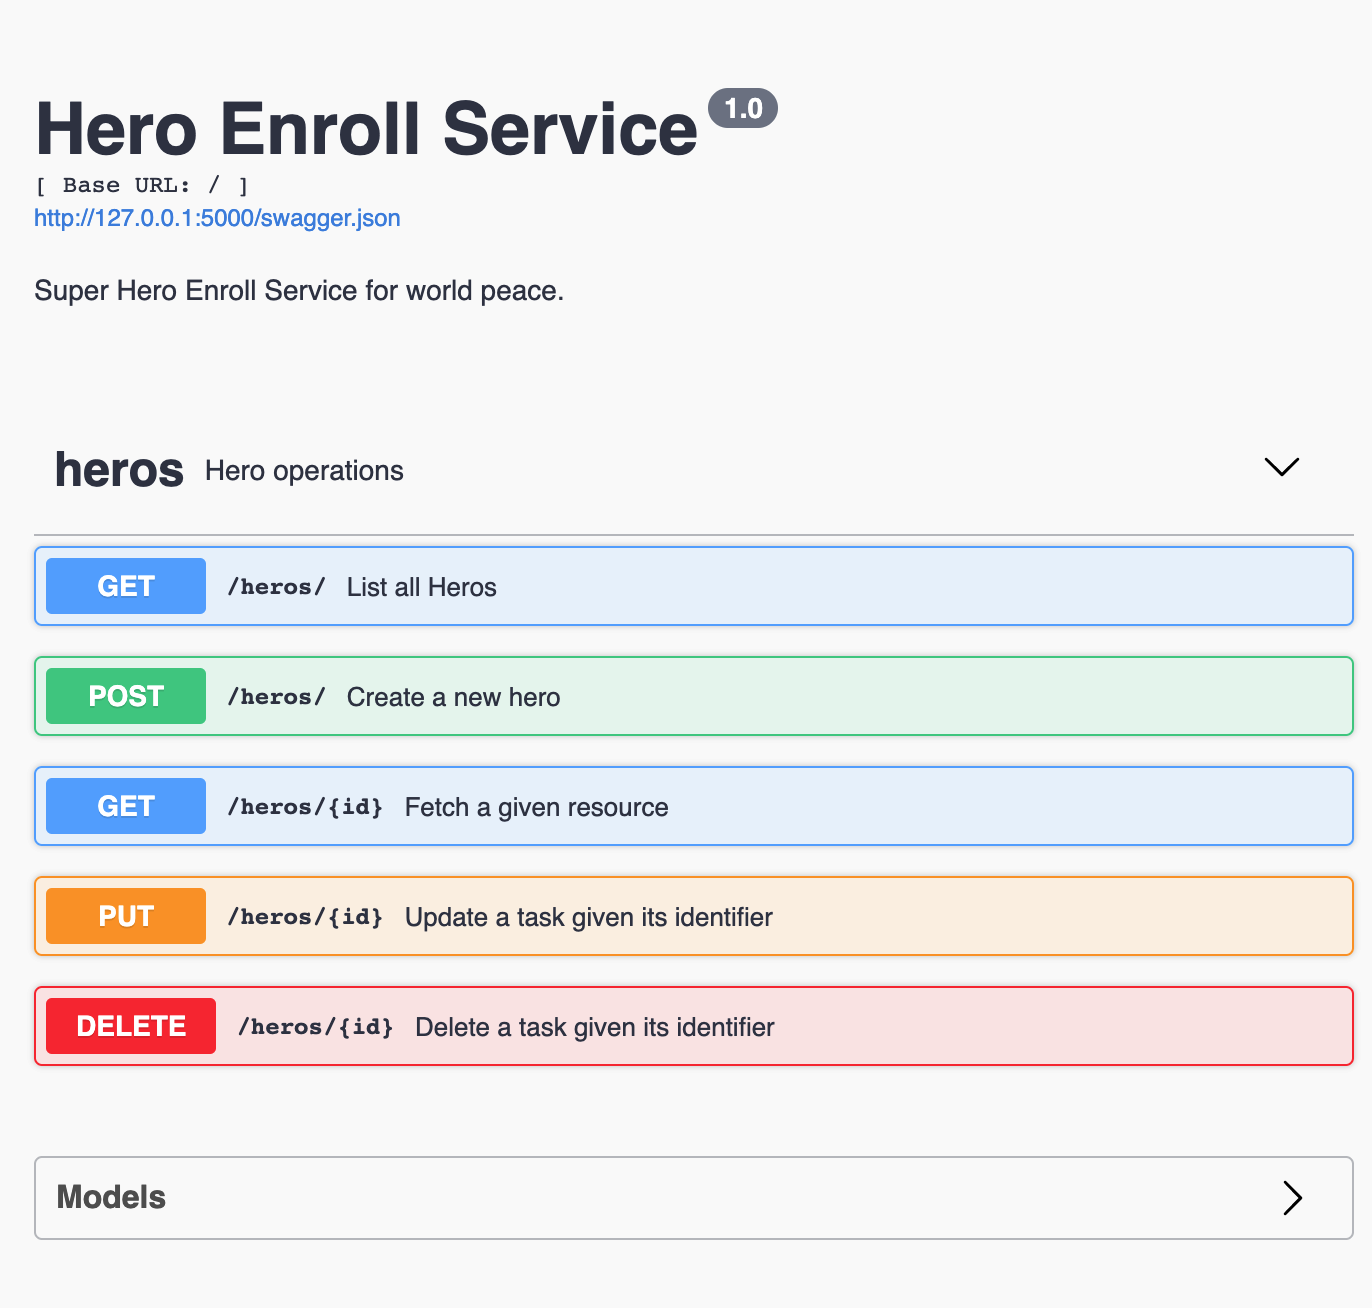 Hero Enroll Service 1.0
[ Base URL: / ]
http://127.0.0.1:5000/swagger.json
Super Hero Enroll Service for world peace.
heros Hero operations
GET /heros/ List all Heros
POST /heros/ Create a new hero
GET /heros/{id} Fetch a given resource
PUT /heros/{id} Update a task given its identifier
DELETE /heros/{id} Delete a task given its identifier
Models